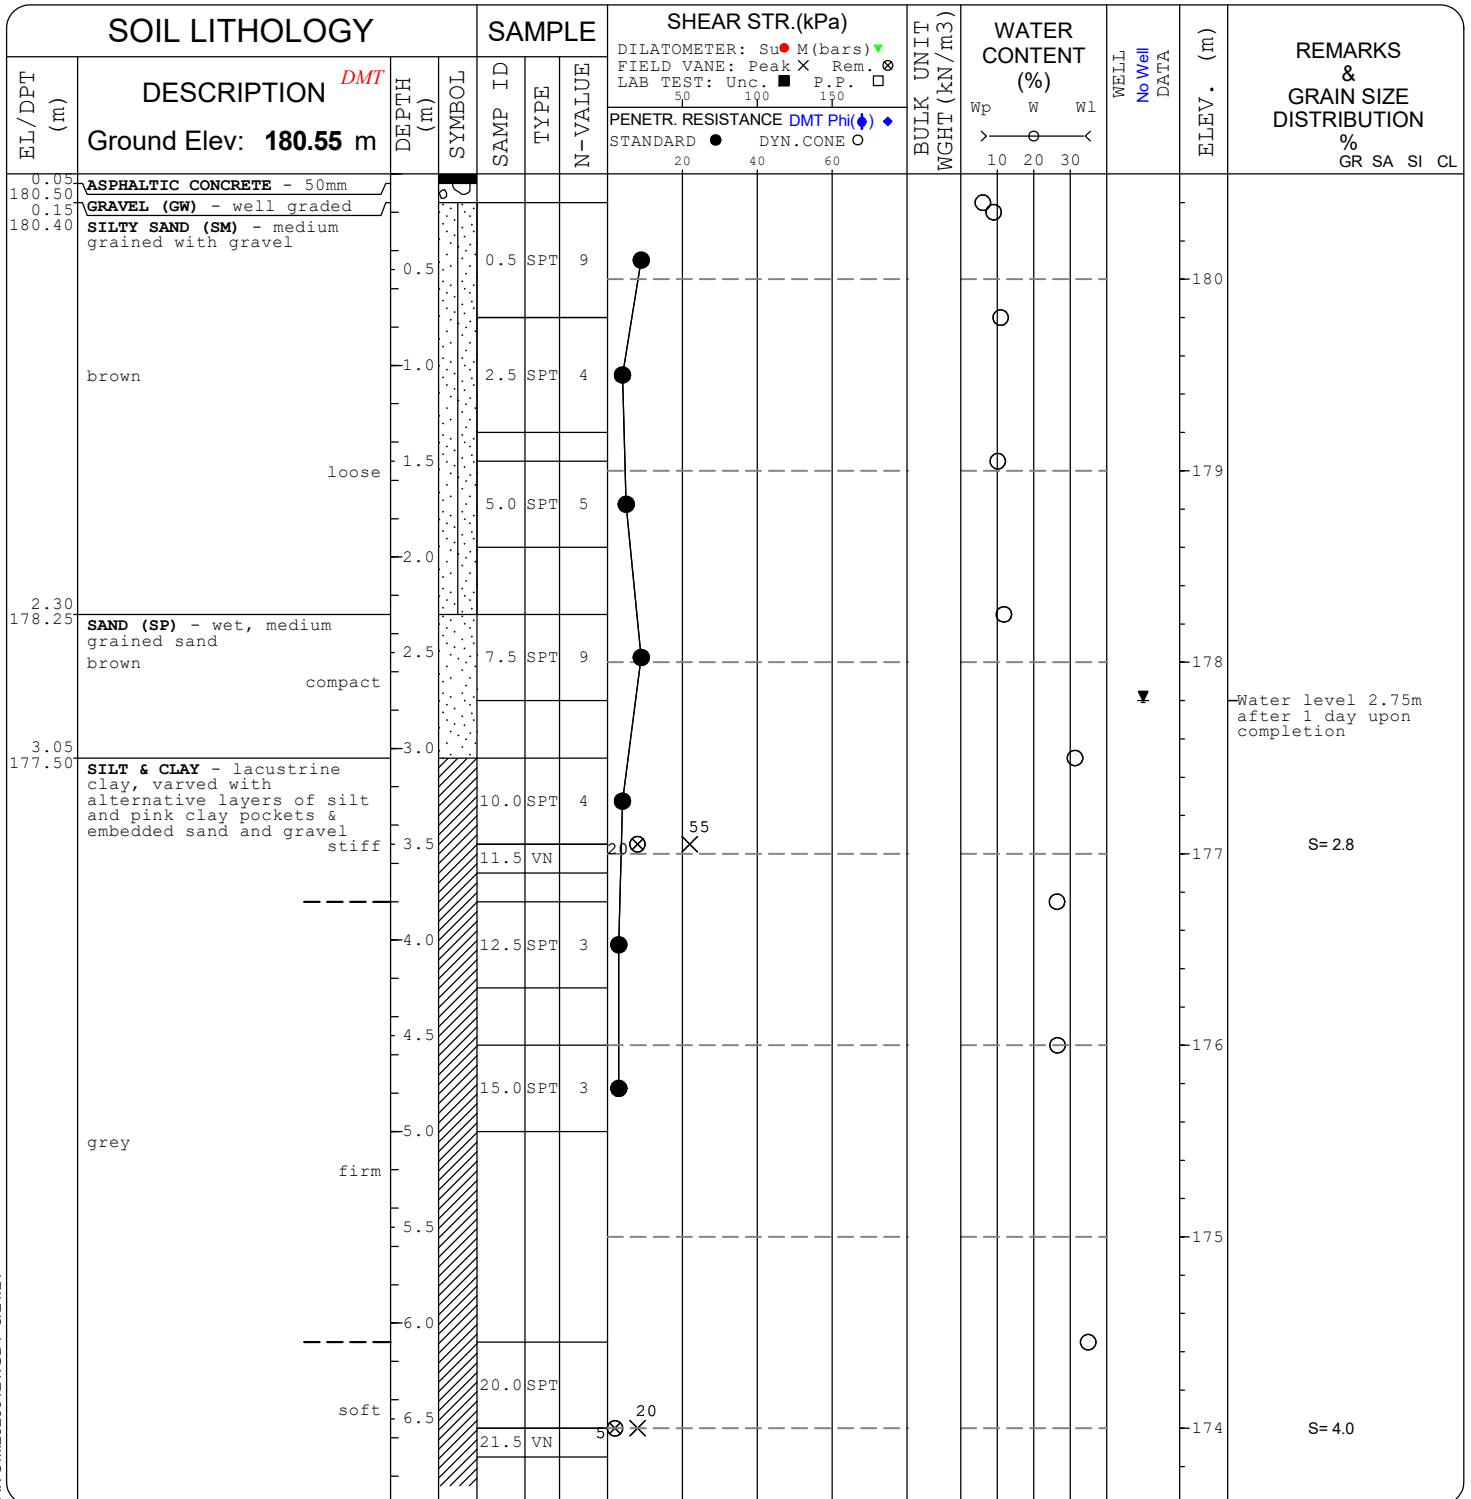 SOIL LITHOLOGY
SAMPLE
SHEAR STR.(kPa)
DILATOMETER: Su M(bars)
FIELD VANE: Peak Rem.
LAB TEST: Unc. P.P.
50 100 150
PENETR. RESISTANCE DMT Phi(ϕ)
STANDARD DYN.CONE
20 40 60
BULK UNIT
WGHT(kN/m3)
WATER
CONTENT
(%)
Wp W Wl
10 20 30
WELL
No Well
DATA
ELEV. (m)
REMARKS
&
GRAIN SIZE
DISTRIBUTION
%
GR SA SI CL
EL/DPT
(m)
DESCRIPTION
DMT
Ground Elev: 180.55 m
DEPTH
(m)
SYMBOL
SAMP ID
TYPE
N-VALUE
0.05
180.50
ASPHALTIC CONCRETE - 50mm
0.15
GRAVEL (GW) - well graded
180.40
SILTY SAND (SM) - medium
grained with gravel
0.5
0.5 SPT 9
180
1.0
brown
2.5 SPT 4
1.5
loose
179
5.0 SPT 5
2.0
2.30
178.25
SAND (SP) - wet, medium
grained sand
brown
2.5
7.5 SPT 9
178
compact
Water level 2.75m
after 1 day upon
completion
3.05
177.50
3.0
SILT & CLAY - lacustrine
clay, varved with
alternative layers of silt
and pink clay pockets &
embedded sand and gravel
10.0 SPT 4
stiff
3.5
20
55
S= 2.8
177
11.5 VN
4.0
12.5 SPT 3
4.5
176
15.0 SPT 3
5.0
grey
firm
5.5
175
6.0
20.0 SPT
soft
6.5
5
20
174
S= 4.0
21.5 VN